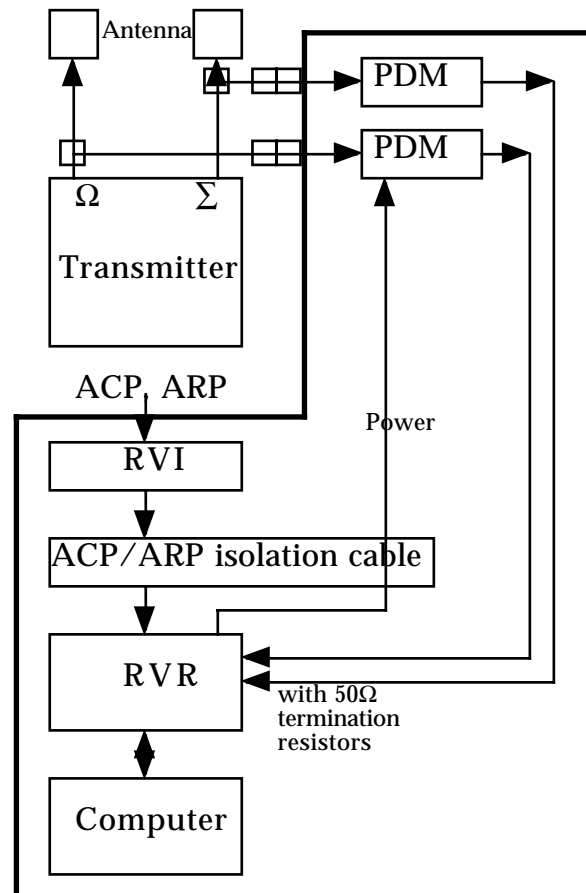 Antenna
PDM
PDM
Ω Σ
Transmitter
ACP, ARP
Power
RVI
ACP/ARP isolation cable
RVR
with 50Ω
termination
resistors
Computer